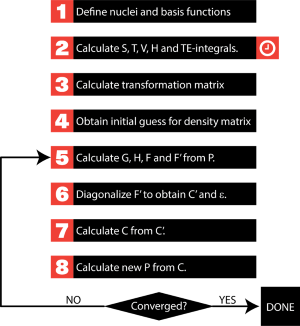 1 Define nuclei and basis functions
2 Calculate S, T, V, H and TE-integrals.
3 Calculate transformation matrix
4 Obtain initial guess for density matrix
5 Calculate G, H, F and F' from P.
6 Diagonalize F' to obtain C' and ε.
7 Calculate C from C'.
8 Calculate new P from C.
NO Converged? YES DONE